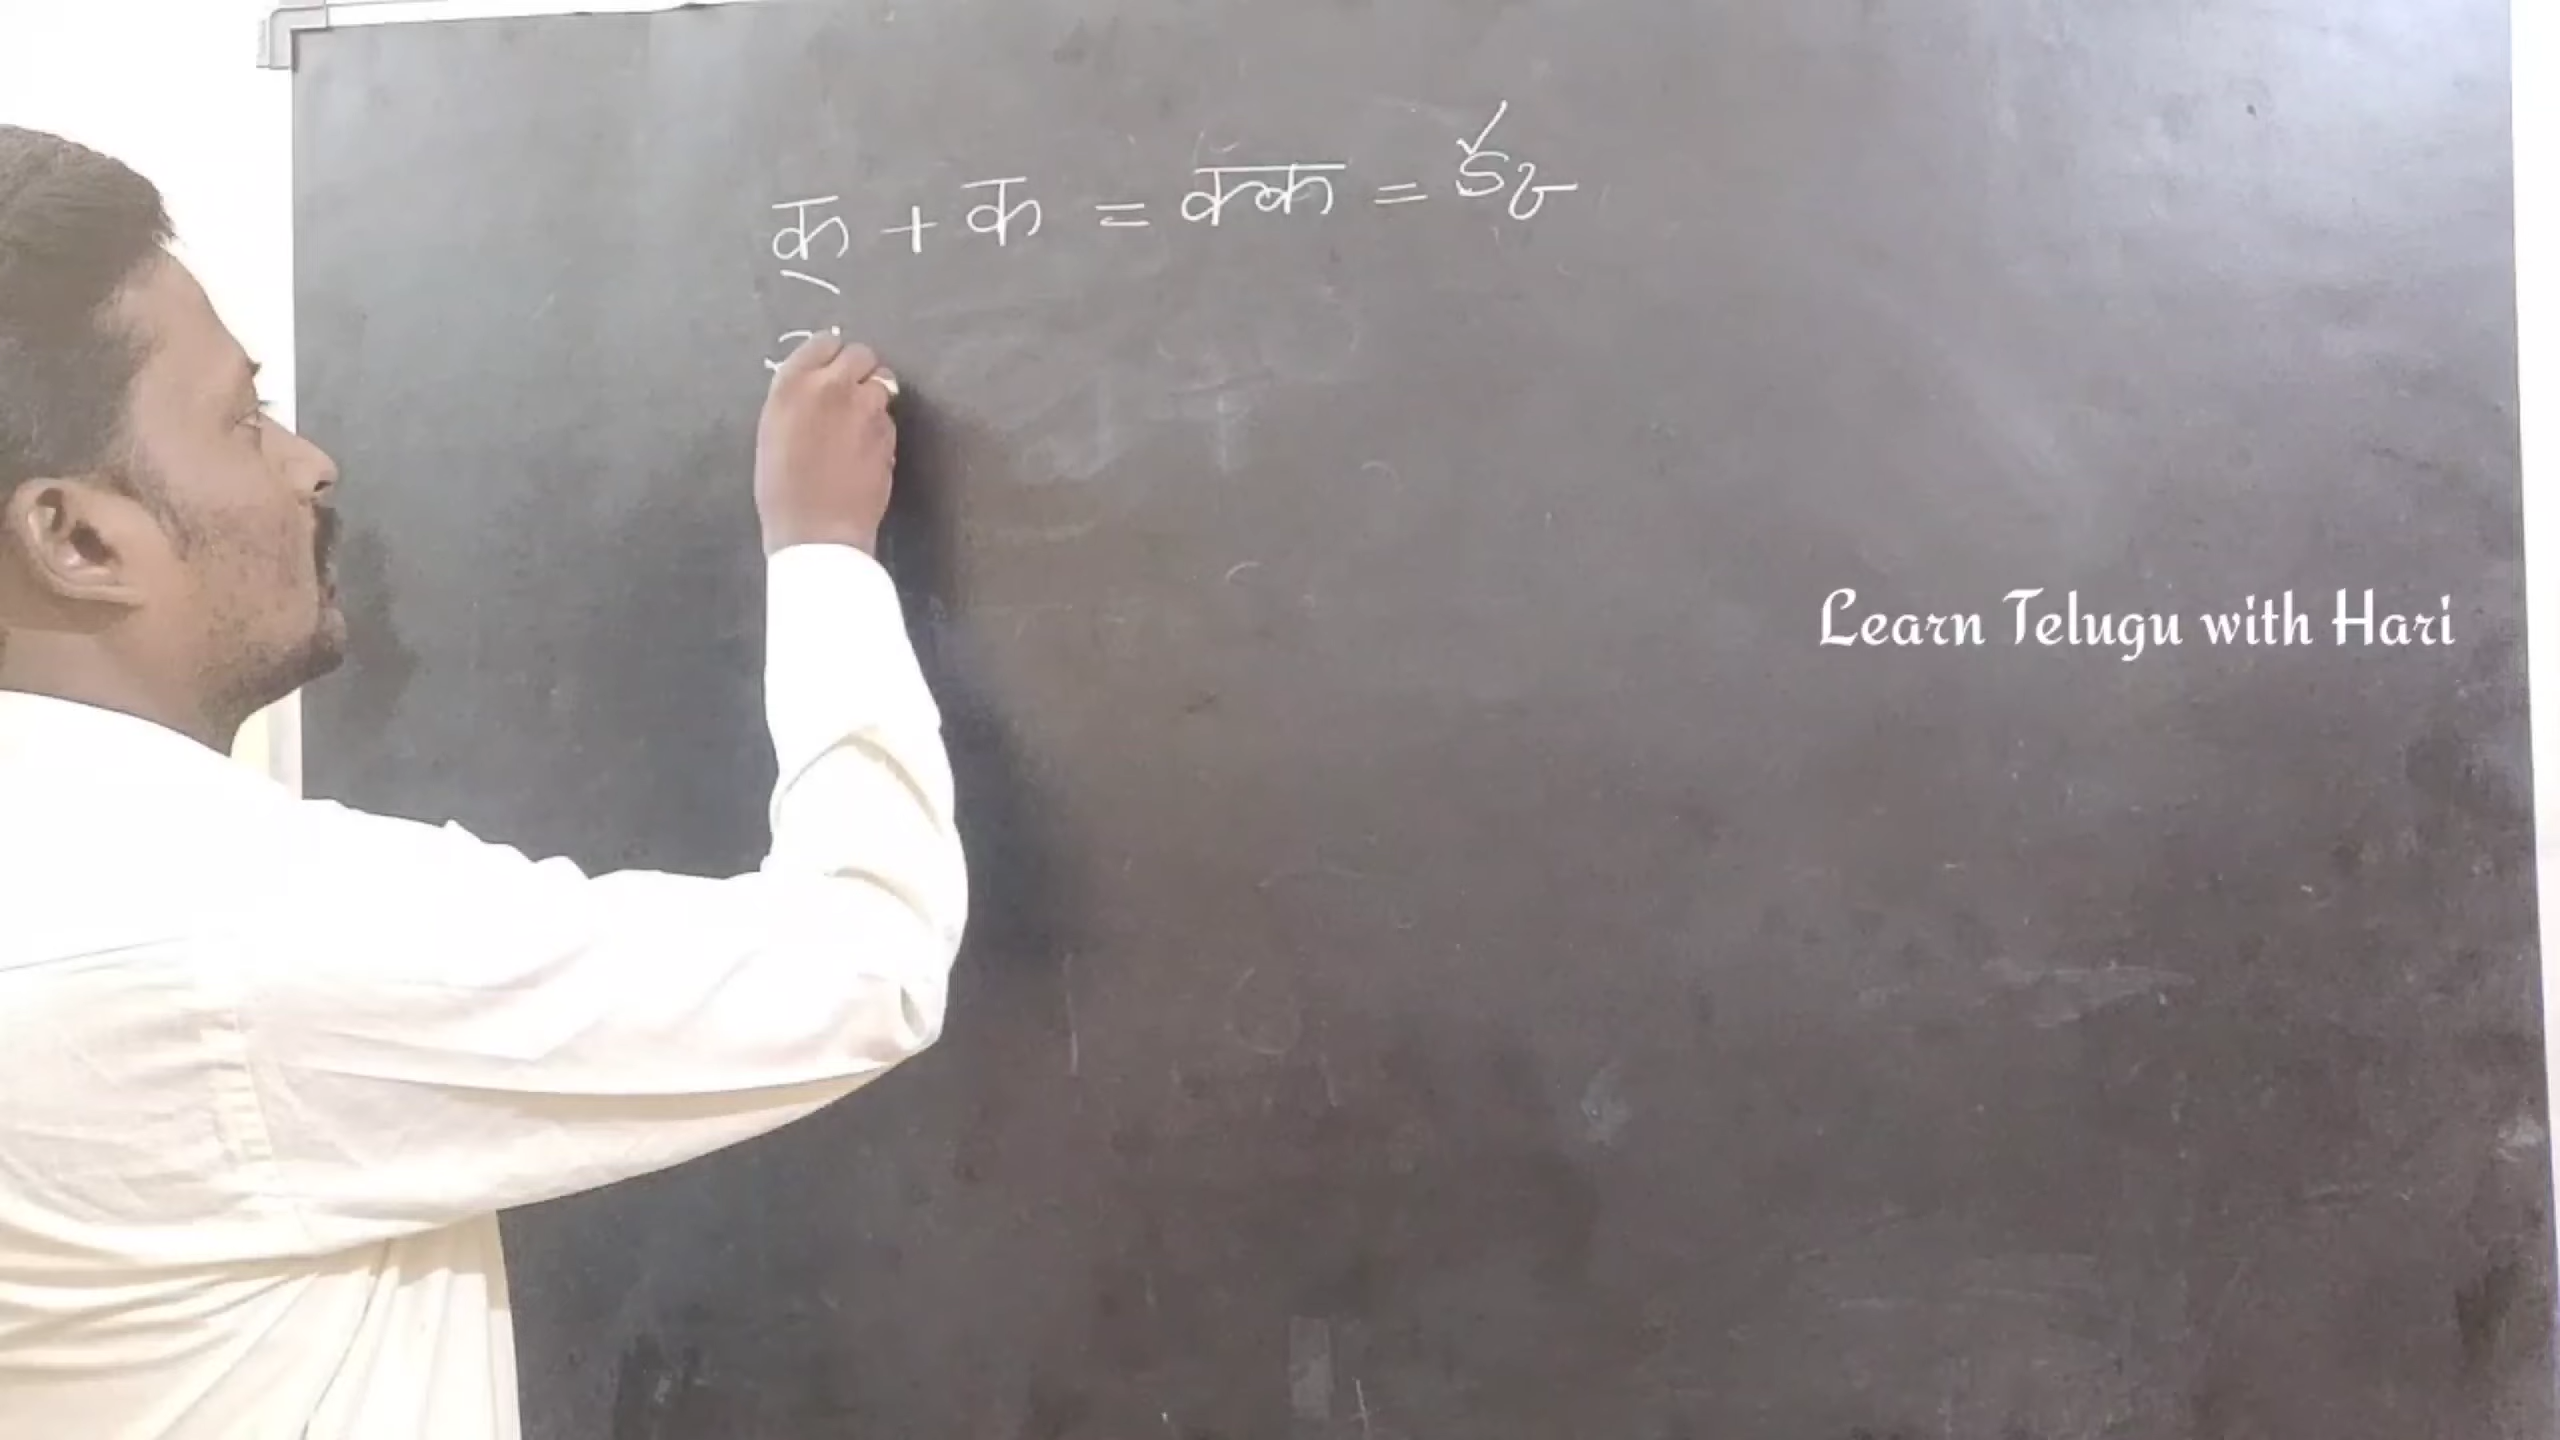 क् + क = क्क = క్క
Learn Telugu with Hari